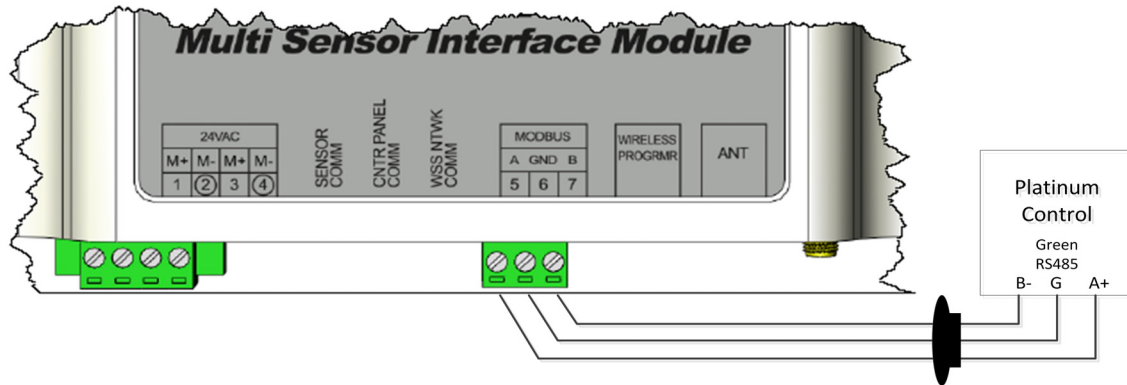 Multi Sensor Interface Module
24VAC
M+ M- M+ M-
1 2 3 4
SENSOR
COMM
CNTR PANEL
COMM
WSS NTWK
COMM
MODBUS
A GND B
5 6 7
WIRELESS
PROGRMR
ANT
Platinum
Control
Green
RS485
B- G A+